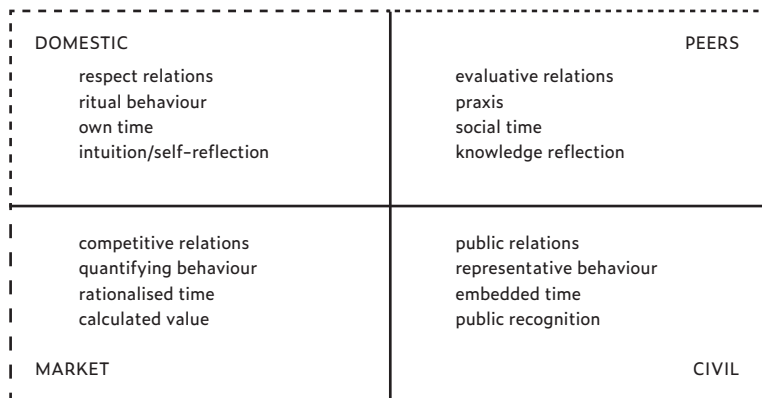 DOMESTIC
respect relations
ritual behaviour
own time
intuition/self-reflection
PEERS
evaluative relations
praxis
social time
knowledge reflection
competitive relations
quantifying behaviour
rationalised time
calculated value
MARKET
public relations
representative behaviour
embedded time
public recognition
CIVIL